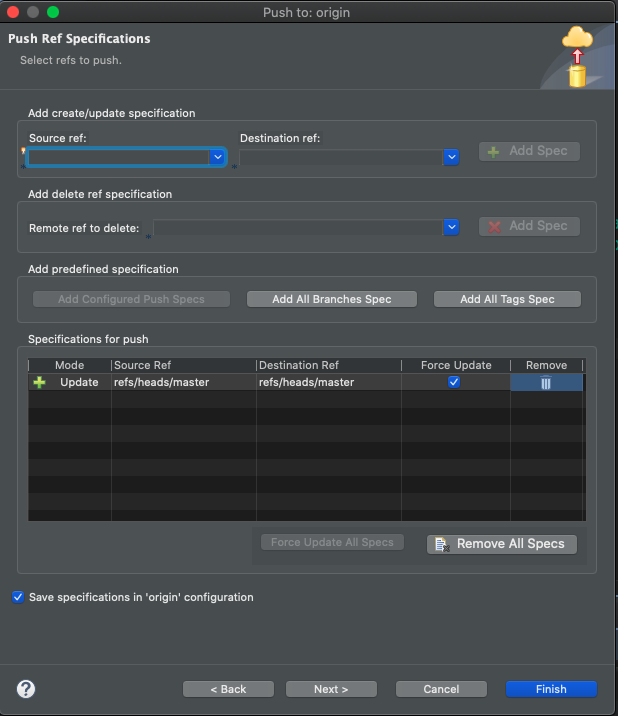 Push to: origin
Push Ref Specifications
Select refs to push.
Add create/update specification
Source ref: Destination ref:
Add Spec
Add delete ref specification
Remote ref to delete: Add Spec
Add predefined specification
Add Configured Push Specs Add All Branches Spec Add All Tags Spec
Specifications for push
Mode Source Ref Destination Ref Force Update Remove
Update refs/heads/master refs/heads/master
Force Update All Specs Remove All Specs
Save specifications in 'origin' configuration
? < Back Next > Cancel Finish